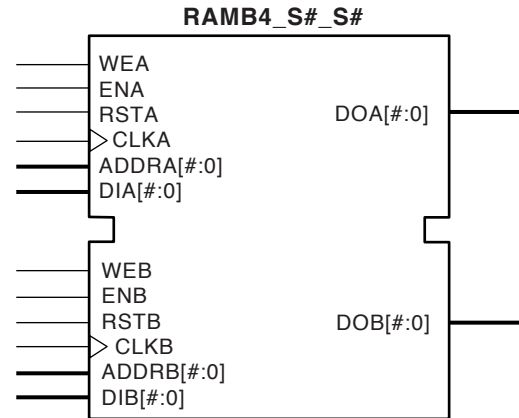 RAMB4_S#_S#
WEA
ENA
RSTA
DOA[#:0]
CLKA
ADDRA[#:0]
DIA[#:0]
WEB
ENB
RSTB
DOB[#:0]
CLKB
ADDRB[#:0]
DIB[#:0]